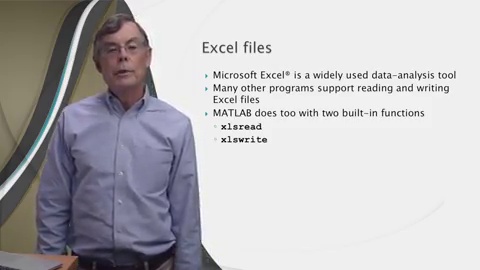 Excel files
Microsoft Excel® is a widely used data-analysis tool
Many other programs support reading and writing
Excel files
MATLAB does too with two built-in functions
xlsread
xlswrite